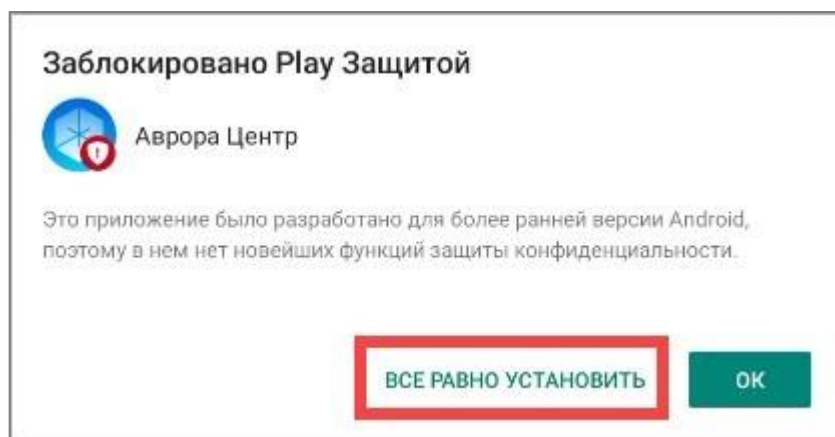 Заблокировано Play Защитой
Аврора Центр
Это приложение было разработано для более ранней версии Android,
поэтому в нем нет новейших функций защиты конфиденциальности.
ВСЕ РАВНО УСТАНОВИТЬ
ОК